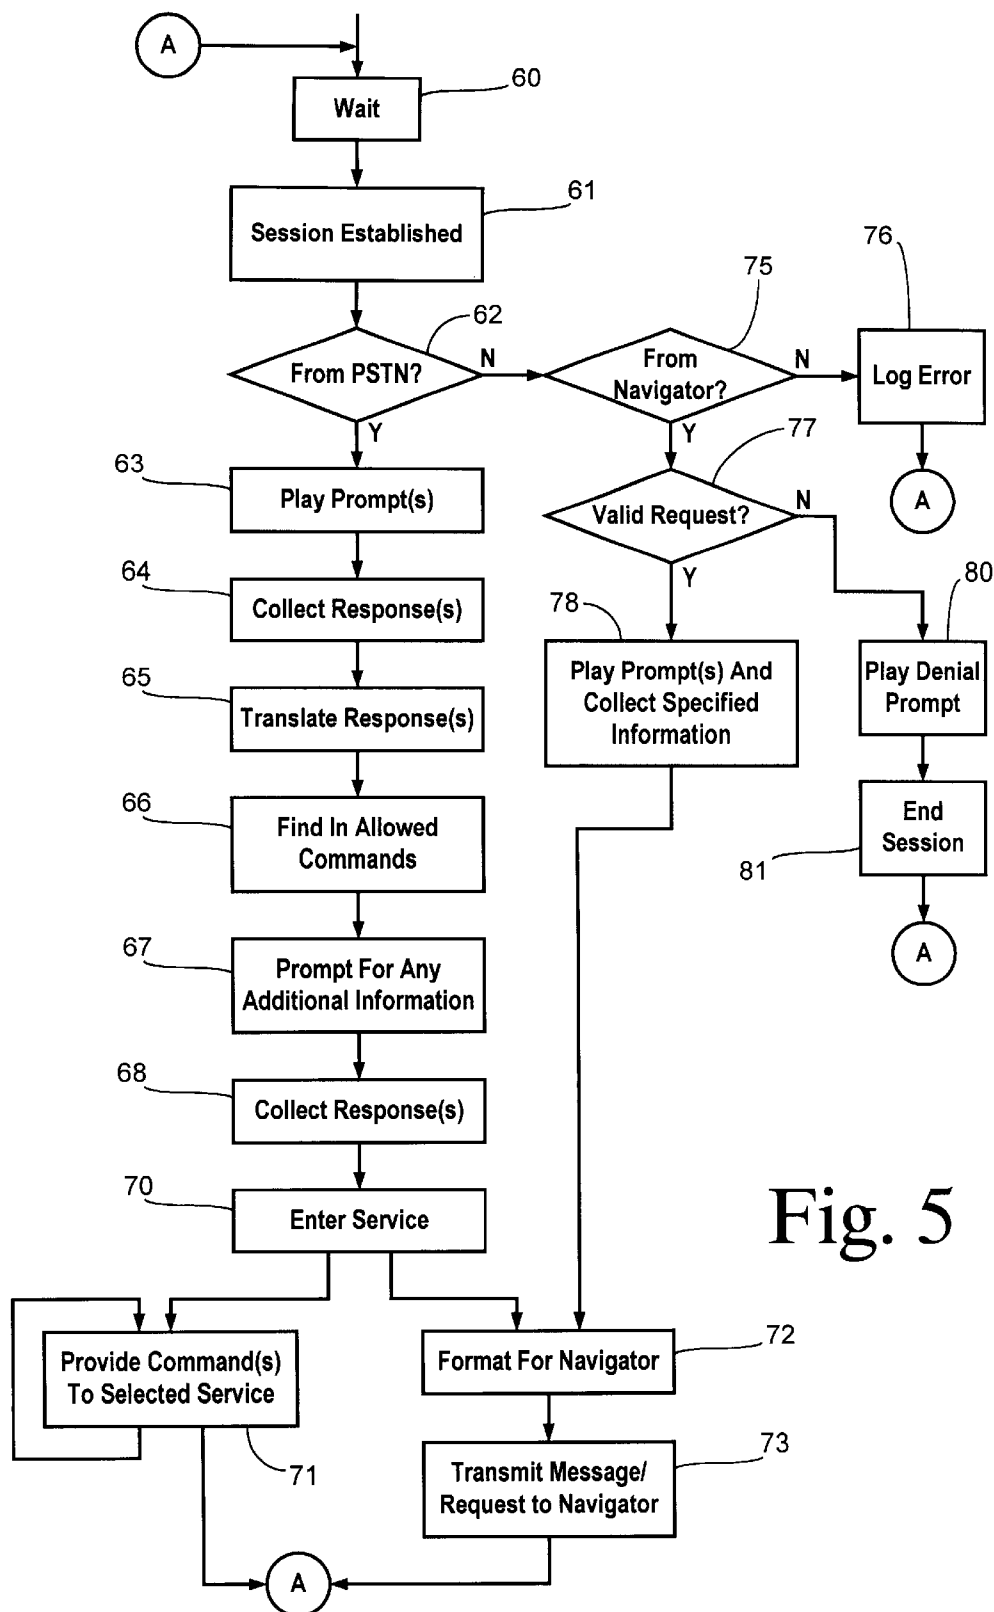 A
60
Wait
61
Session Established
62
From PSTN?
N
Y
75
From
Navigator?
N
Y
76
Log Error
A
63
Play Prompt(s)
77
Valid Request?
N
Y
64
Collect Response(s)
78
Play Prompt(s) And
Collect Specified
Information
80
Play Denial
Prompt
65
Translate Response(s)
66
Find In Allowed
Commands
End
Session
81
A
67
Prompt For Any
Additional Information
68
Collect Response(s)
70
Enter Service
Fig. 5
Provide Command(s)
To Selected Service
71
72
Format For Navigator
73
Transmit Message/
Request to Navigator
A